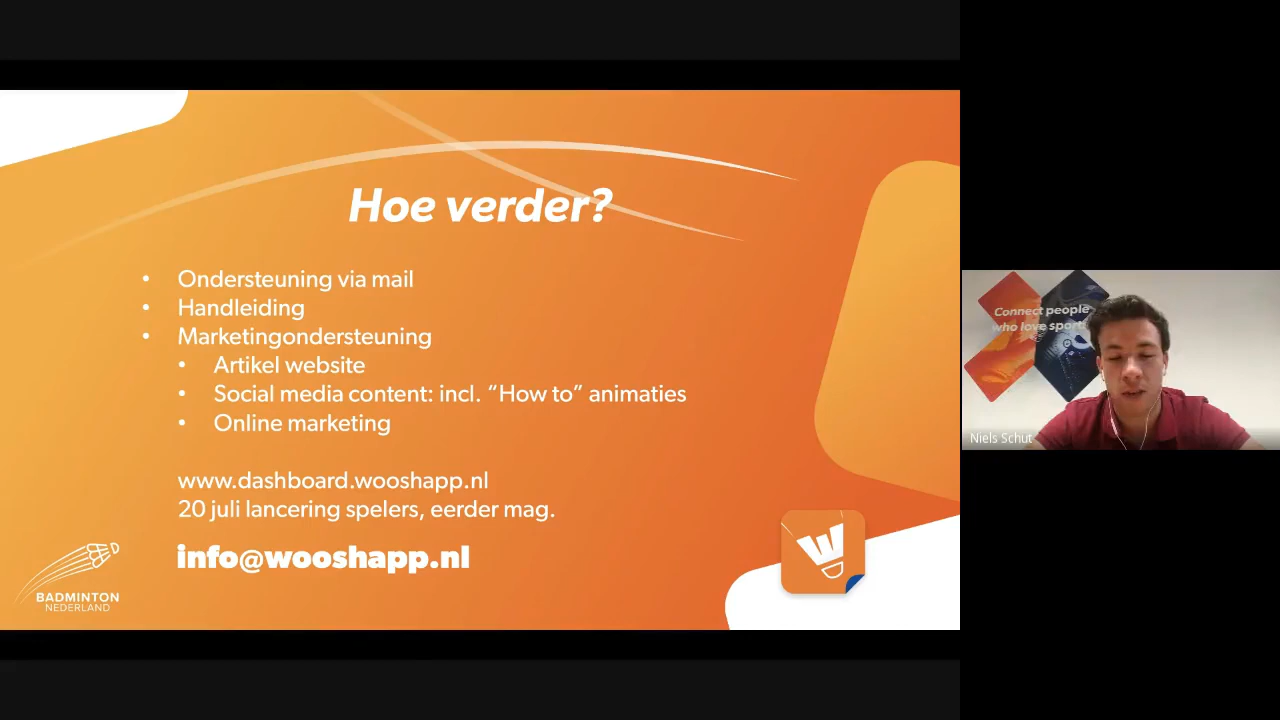 Hoe verder?
• Ondersteuning via mail
• Handleiding
• Marketingondersteuning
• Artikel website
• Social media content: incl. “How to” animaties
• Online marketing
www.dashboard.wooshapp.nl
20 juli lancering spelers, eerder mag.
info@wooshapp.nl
BADMINTON
NEDERLAND
W
Connect people
who love sport
Niels Schut